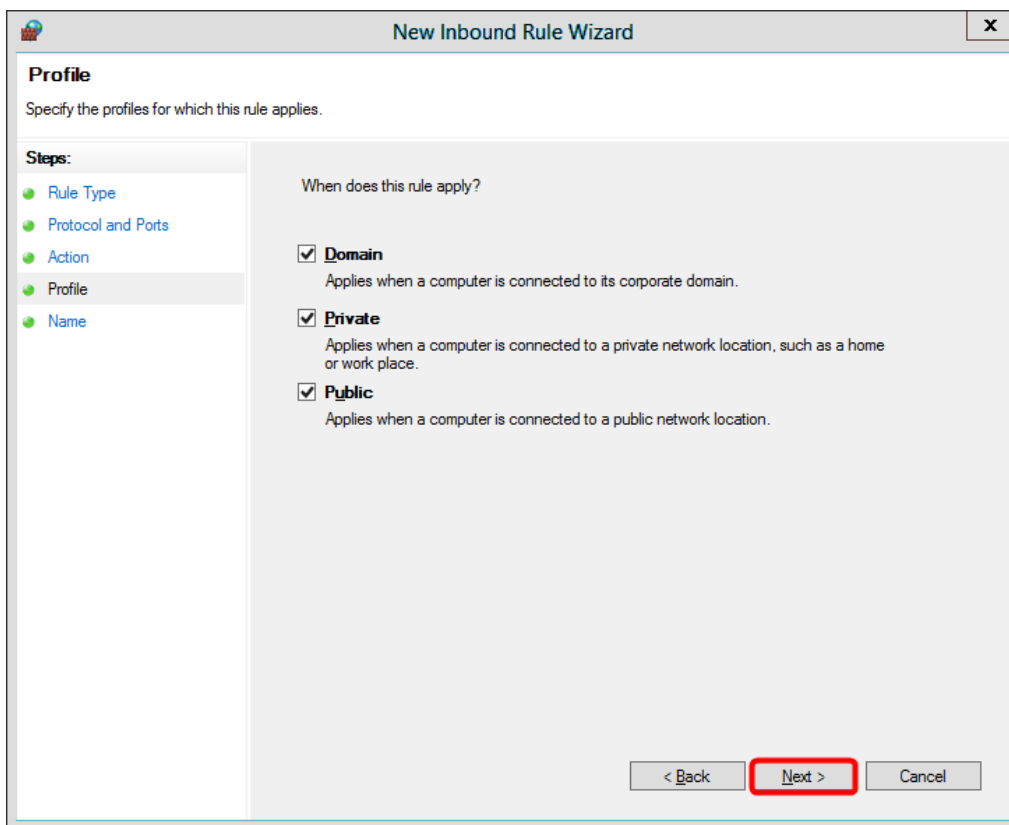 New Inbound Rule Wizard
x
Profile
Specify the profiles for which this rule applies.
Steps:
Rule Type
Protocol and Ports
Action
Profile
Name
When does this rule apply?
Domain
Applies when a computer is connected to its corporate domain.
Private
Applies when a computer is connected to a private network location, such as a home
or work place.
Public
Applies when a computer is connected to a public network location.
< Back
Next >
Cancel